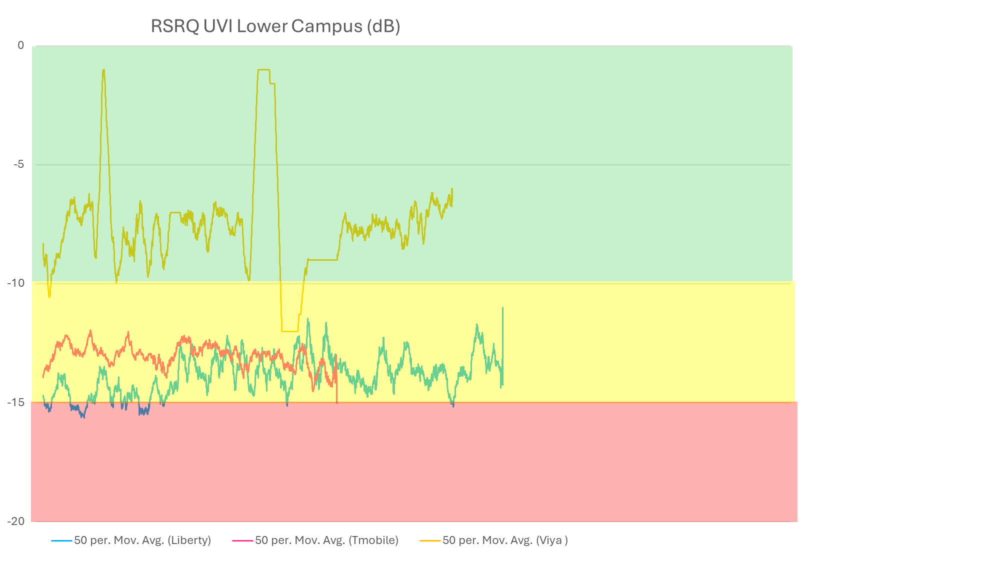 RSRQ UVI Lower Campus (dB)
0
-5
-10
-15
-20
50 per. Mov. Avg. (Liberty)
50 per. Mov. Avg. (Tmobile)
50 per. Mov. Avg. (Viya )